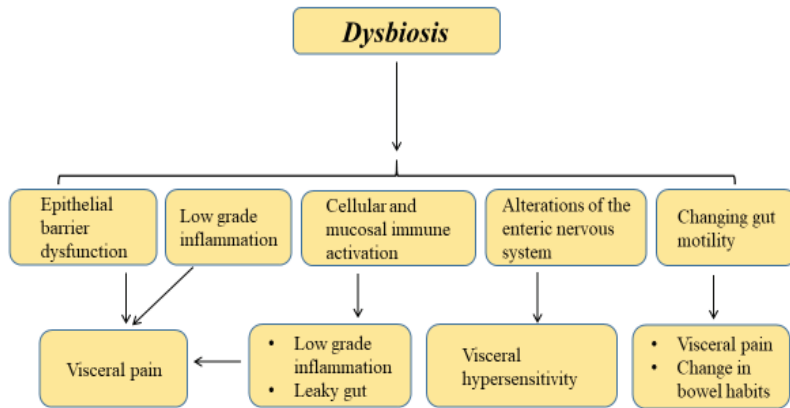 Dysbiosis
Epithelial
barrier
dysfunction
Low grade
inflammation
Cellular and
mucosal immune
activation
Alterations of the
enteric nervous
system
Changing gut
motility
Visceral pain
• Low grade
inflammation
• Leaky gut
Visceral
hypersensitivity
• Visceral pain
• Change in
bowel habits